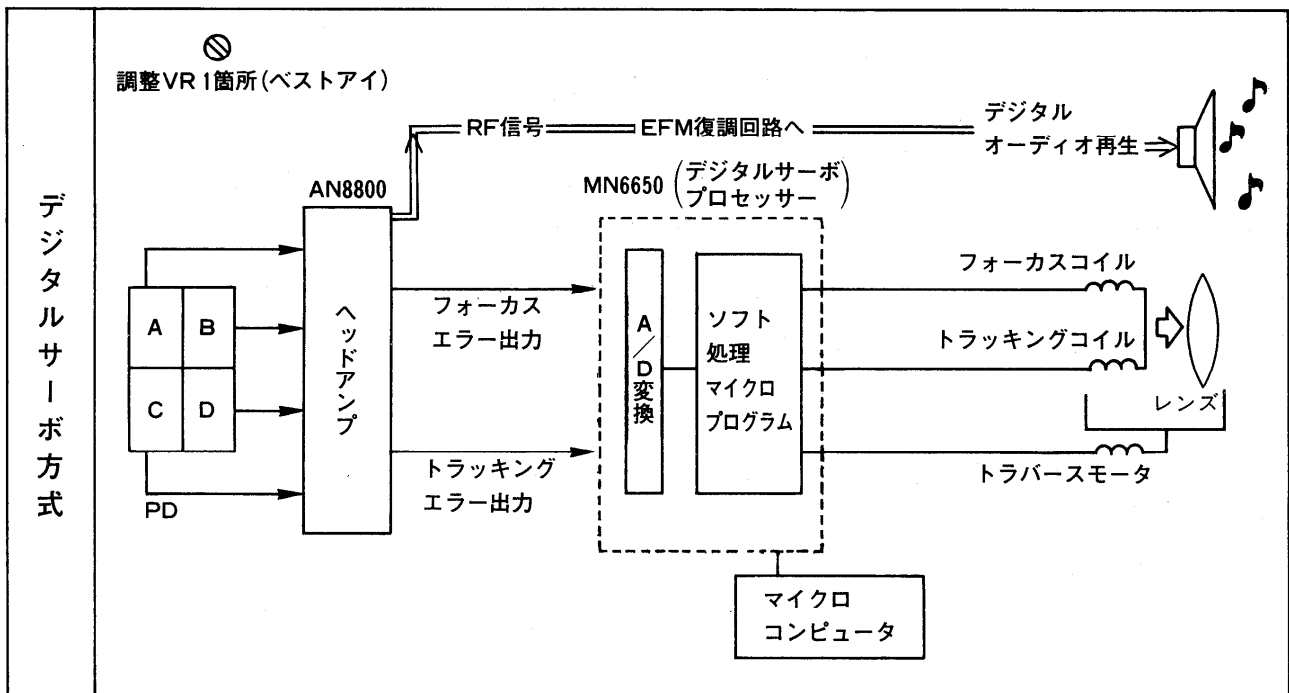 デジタルサーボ方式
調整VR 1箇所(ベストアイ)
RF信号
EFM復調回路へ
デジタル
オーディオ再生
AN8800
MN6650(デジタルサーボ
プロセッサー)
A
B
C
D
PD
ヘッドアンプ
フォーカス
エラー出力
トラッキング
エラー出力
A/D変換
ソフト
処理
マイクロ
プログラム
フォーカスコイル
トラッキングコイル
レンズ
トラバースモータ
マイクロ
コンピュータ